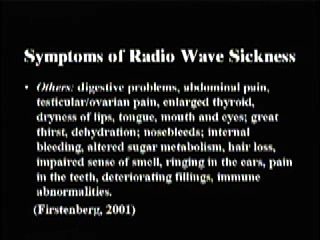 Symptoms of Radio Wave Sickness
• Others: digestive problems, abdominal pain,
testicular/ovarian pain, enlarged thyroid,
dryness of lips, tongue, mouth and eyes; great
thirst, dehydration; nosebleeds; internal
bleeding, altered sugar metabolism, hair loss,
impaired sense of smell, ringing in the ears, pain
in the teeth, deteriorating fillings, immune
abnormalities.
(Firstenberg, 2001)